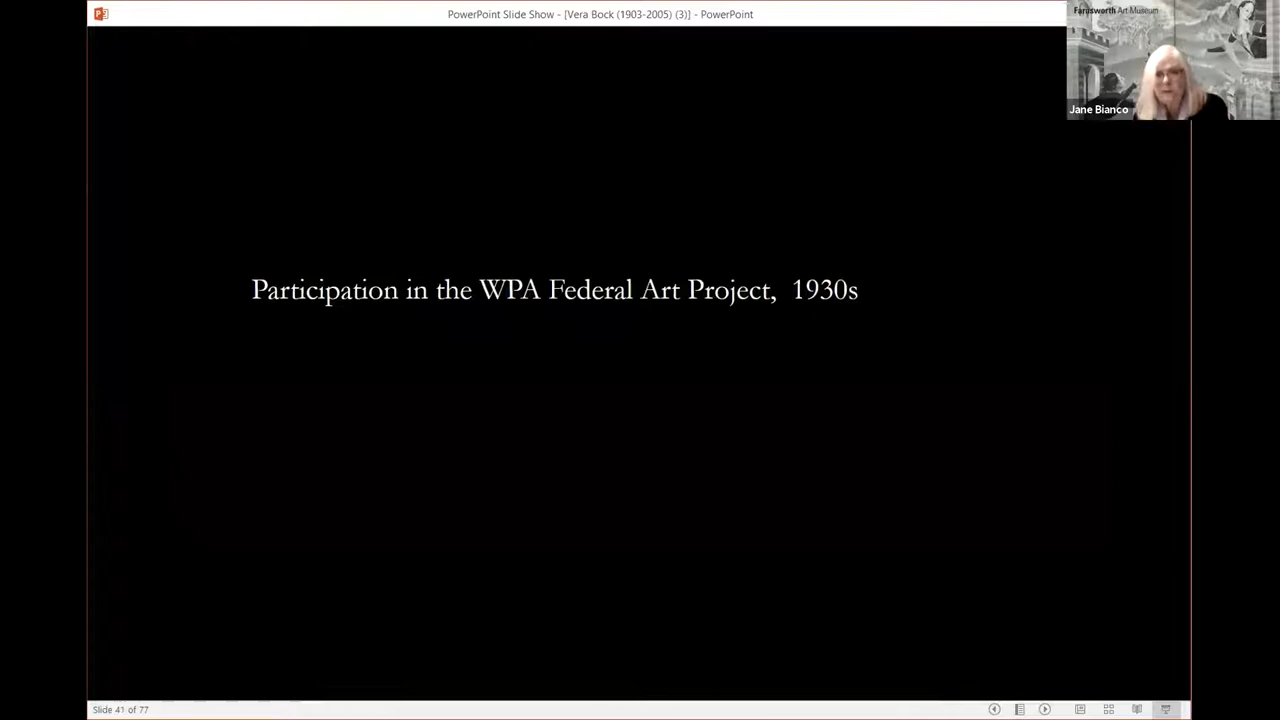 PowerPoint Slide Show - [Vera Bock (1903-2005) (3)] - PowerPoint
Farnsworth Art Museum
Jane Bianco
Participation in the WPA Federal Art Project, 1930s
Slide 41 of 77